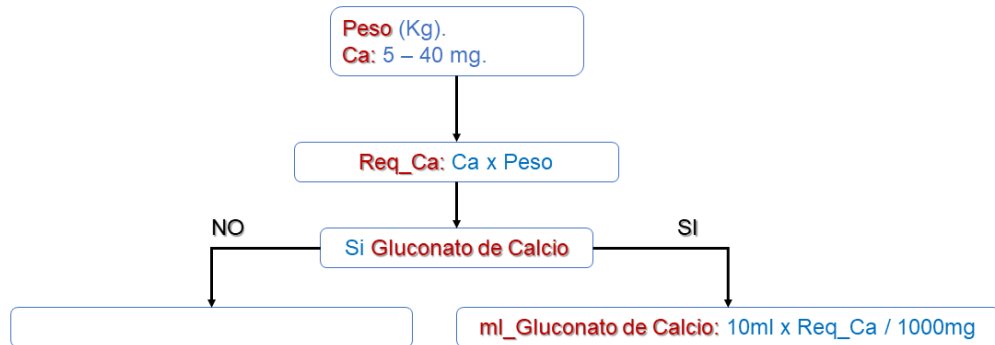 Peso (Kg).
Ca: 5 – 40 mg.
Req_Ca: Ca x Peso
NO
SI
Si Gluconato de Calcio
ml_Gluconato de Calcio: 10ml x Req_Ca / 1000mg